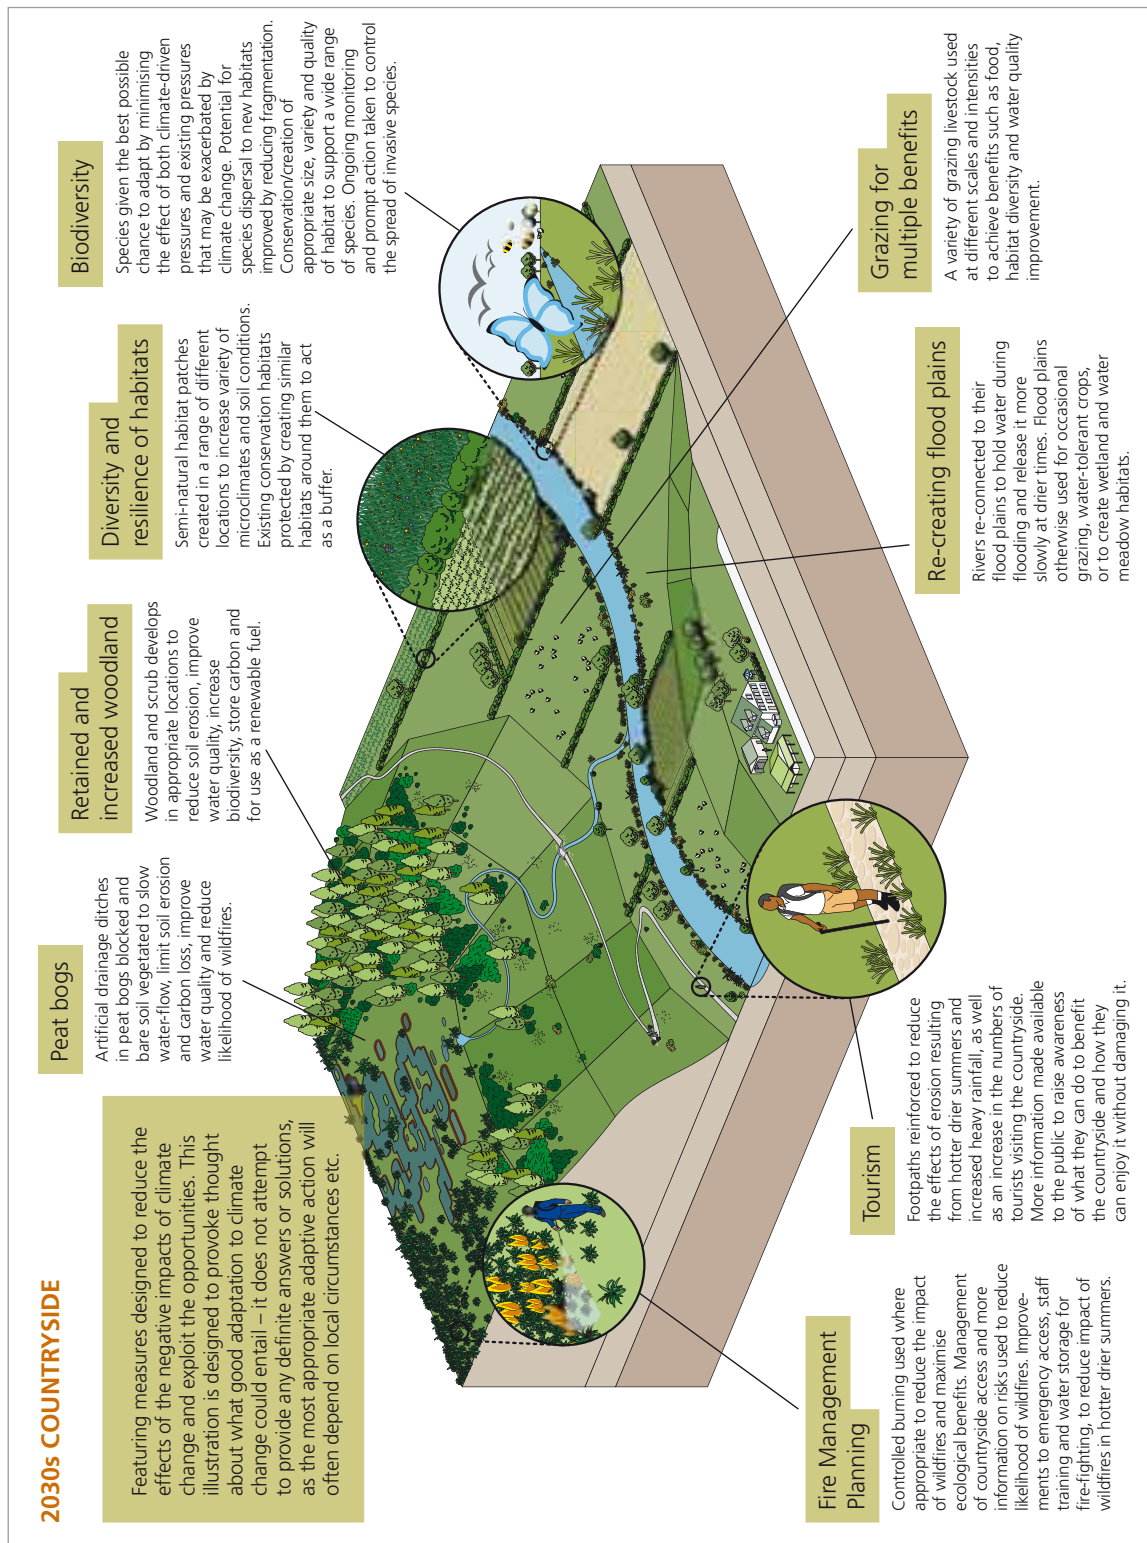 2030s COUNTRYSIDE
Featuring measures designed to reduce the
effects of the negative impacts of climate
change and exploit the opportunities. This
illustration is designed to provoke thought
about what good adaptation to climate
change could entail – it does not attempt
to provide any definite answers or solutions,
as the most appropriate adaptive action will
often depend on local circumstances etc.
Peat bogs
Artificial drainage ditches
in peat bogs blocked and
bare soil vegetated to slow
water-flow, limit soil erosion
and carbon loss, improve
water quality and reduce
likelihood of wildfires.
Retained and
increased woodland
Woodland and scrub develops
in appropriate locations to
reduce soil erosion, improve
water quality, increase
biodiversity, store carbon and
for use as a renewable fuel.
Diversity and
resilience of habitats
Semi-natural habitat patches
created in a range of different
locations to increase variety of
microclimates and soil conditions.
Existing conservation habitats
protected by creating similar
habitats around them to act
as a buffer.
Biodiversity
Species given the best possible
chance to adapt by minimising
the effect of both climate-driven
pressures and existing pressures
that may be exacerbated by
climate change. Potential for
species dispersal to new habitats
improved by reducing fragmentation.
Conservation/creation of
appropriate size, variety and quality
of habitat to support a wide range
of species. Ongoing monitoring
and prompt action taken to control
the spread of invasive species.
Fire Management
Planning
Controlled burning used where
appropriate to reduce the impact
of wildfires and maximise
ecological benefits. Management
of countryside access and more
information on risks used to reduce
likelihood of wildfires. Improve-
ments to emergency access, staff
training and water storage for
fire-fighting, to reduce impact of
wildfires in hotter drier summers.
Tourism
Footpaths reinforced to reduce
the effects of erosion resulting
from hotter drier summers and
increased heavy rainfall, as well
as an increase in the numbers of
tourists visiting the countryside.
More information made available
to the public to raise awareness
of what they can do to benefit
the countryside and how they
can enjoy it without damaging it.
Re-creating flood plains
Rivers re-connected to their
flood plains to hold water during
flooding and release it more
slowly at drier times. Flood plains
otherwise used for occasional
grazing, water-tolerant crops,
or to create wetland and water
meadow habitats.
Grazing for
multiple benefits
A variety of grazing livestock used
at different scales and intensities
to achieve benefits such as food,
habitat diversity and water quality
improvement.